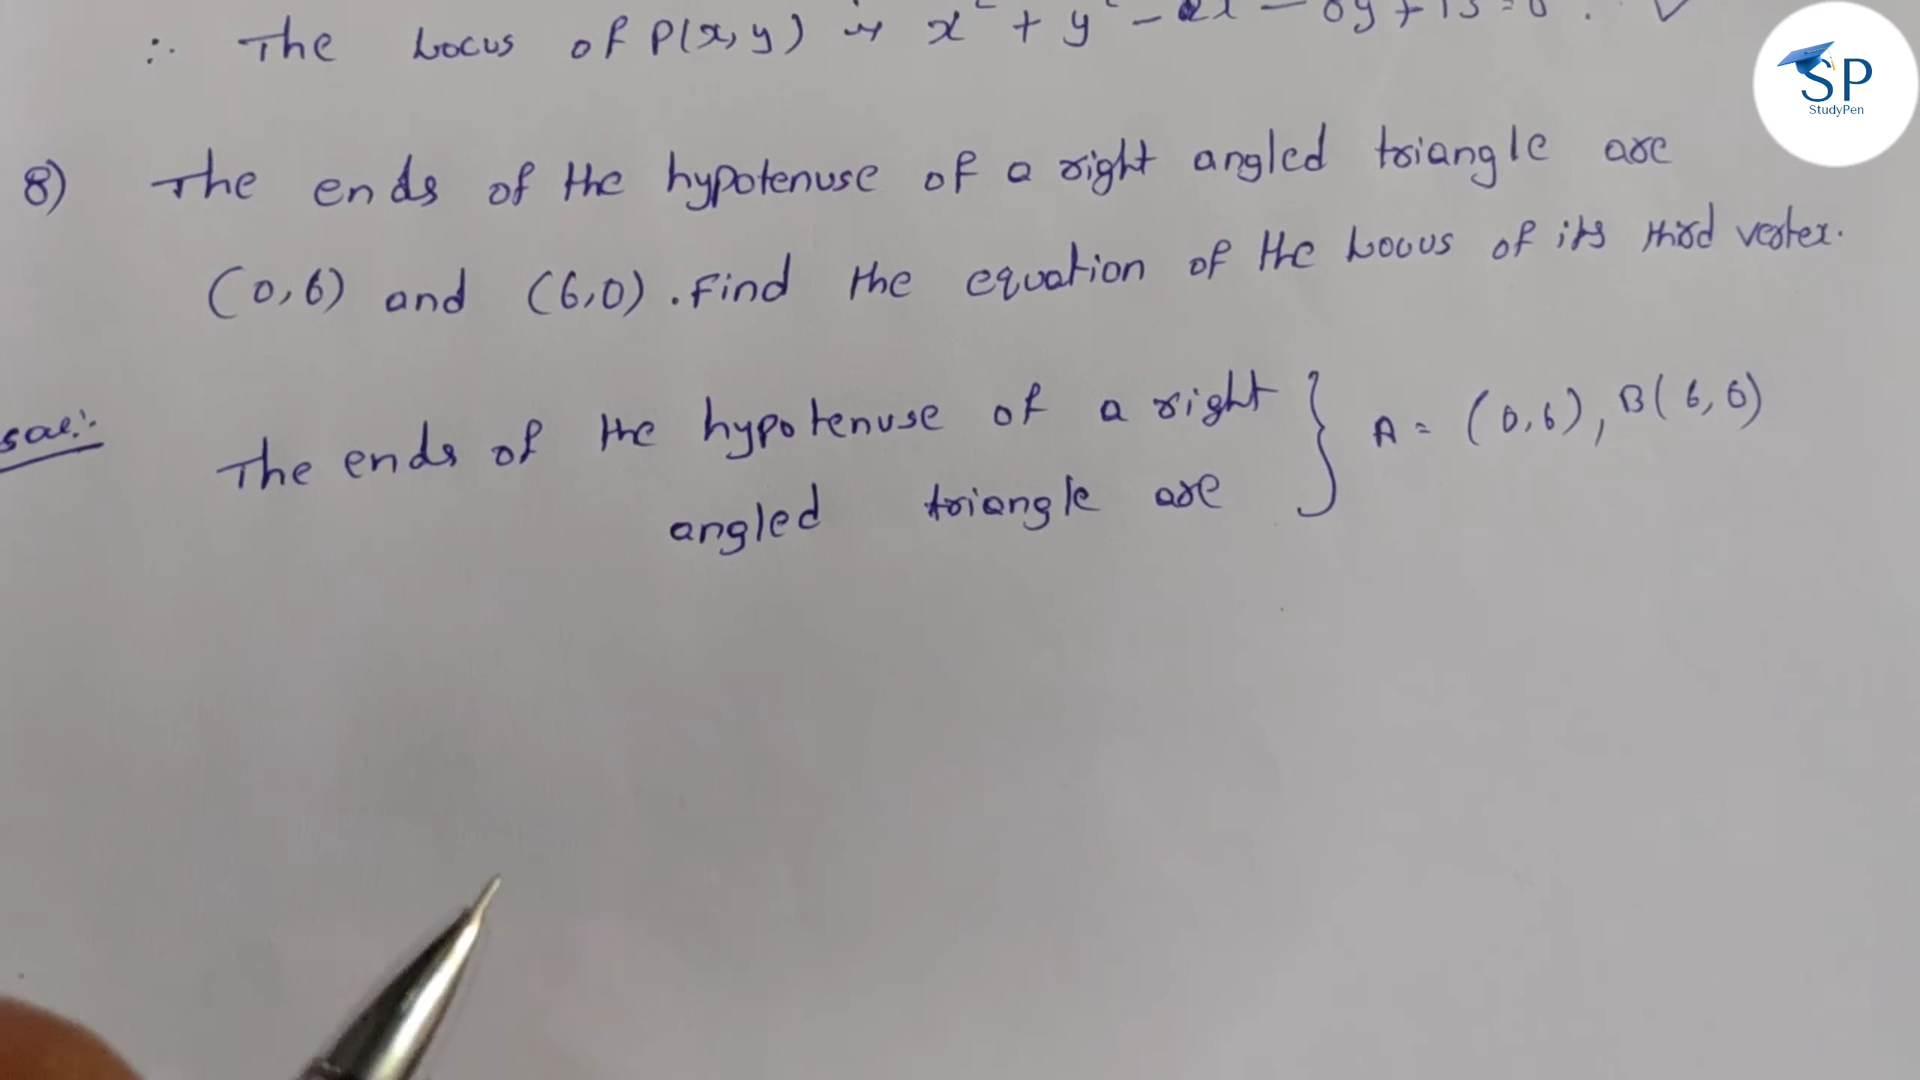 ∴ The Locus of P(x, y) is x² + y² -
SP
StudyPen
8) The ends of the hypotenuse of a right angled triangle are
(0,6) and (6,0). Find the equation of the Locus of its third vertex.
Sol:- The ends of the hypotenuse of a right } A = (0,6), B(6,0)
angled triangle are